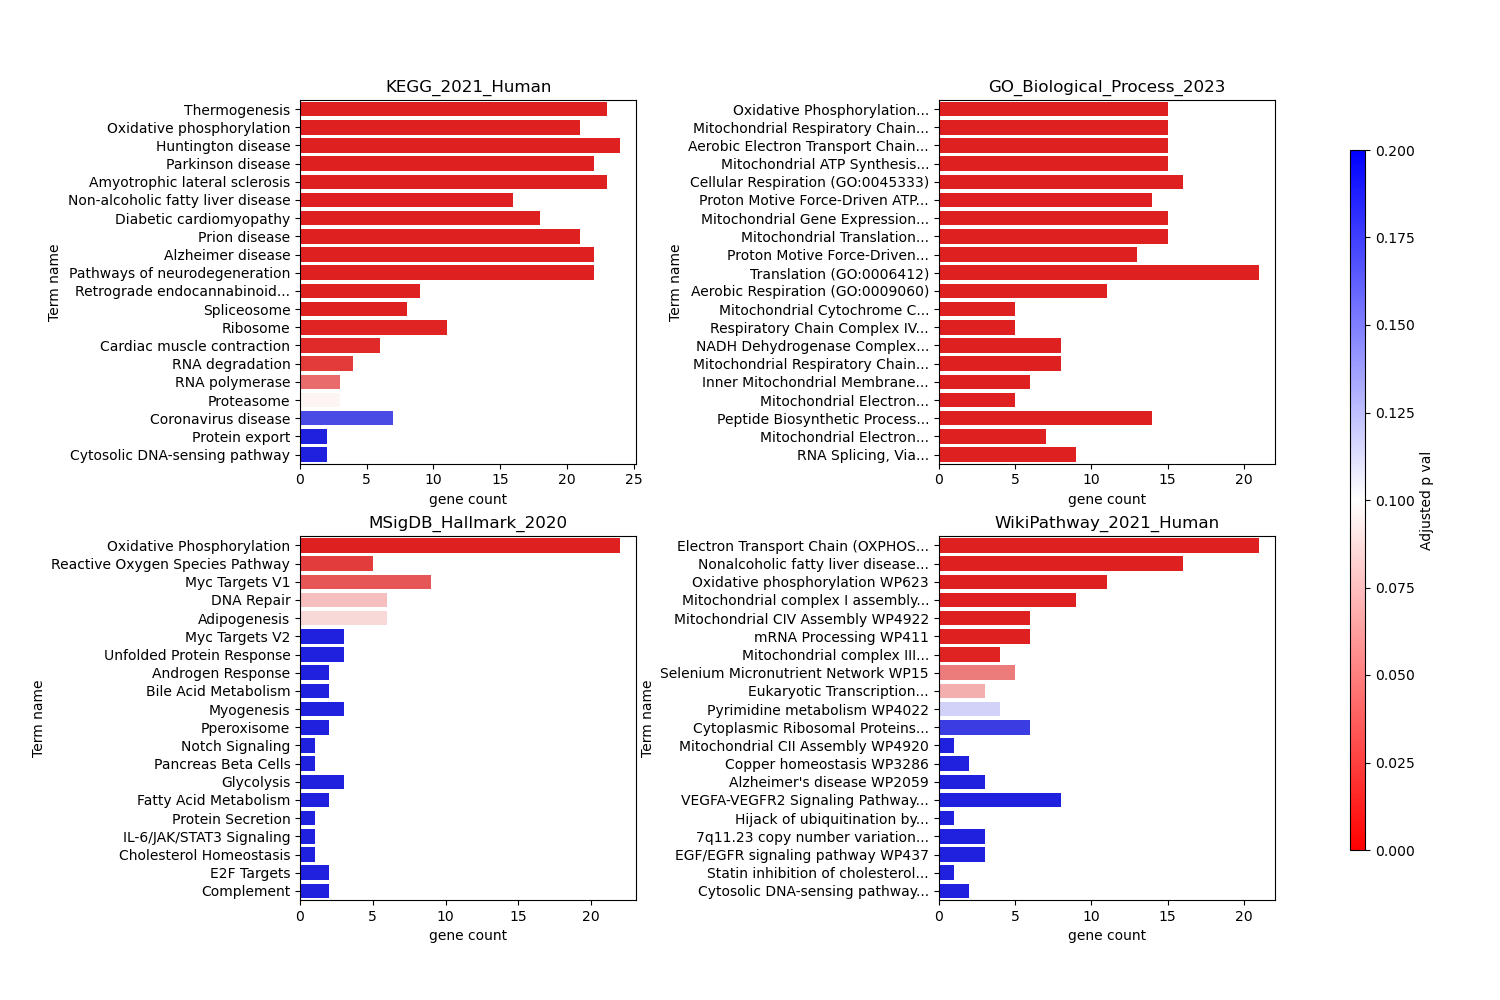 KEGG_2021_Human
Term name
Thermogenesis
Oxidative phosphorylation
Huntington disease
Parkinson disease
Amyotrophic lateral sclerosis
Non-alcoholic fatty liver disease
Diabetic cardiomyopathy
Prion disease
Alzheimer disease
Pathways of neurodegeneration
Retrograde endocannabinoid...
Spliceosome
Ribosome
Cardiac muscle contraction
RNA degradation
RNA polymerase
Proteasome
Coronavirus disease
Protein export
Cytosolic DNA-sensing pathway
0 5 10 15 20 25
gene count
GO_Biological_Process_2023
Term name
Oxidative Phosphorylation...
Mitochondrial Respiratory Chain...
Aerobic Electron Transport Chain...
Mitochondrial ATP Synthesis...
Cellular Respiration (GO:0045333)
Proton Motive Force-Driven ATP...
Mitochondrial Gene Expression...
Mitochondrial Translation...
Proton Motive Force-Driven...
Translation (GO:0006412)
Aerobic Respiration (GO:0009060)
Mitochondrial Cytochrome C...
Respiratory Chain Complex IV...
NADH Dehydrogenase Complex...
Mitochondrial Respiratory Chain...
Inner Mitochondrial Membrane...
Mitochondrial Electron...
Peptide Biosynthetic Process...
Mitochondrial Electron...
RNA Splicing, Via...
0 5 10 15 20
gene count
MSigDB_Hallmark_2020
Term name
Oxidative Phosphorylation
Reactive Oxygen Species Pathway
Myc Targets V1
DNA Repair
Adipogenesis
Myc Targets V2
Unfolded Protein Response
Androgen Response
Bile Acid Metabolism
Myogenesis
Pperoxisome
Notch Signaling
Pancreas Beta Cells
Glycolysis
Fatty Acid Metabolism
Protein Secretion
IL-6/JAK/STAT3 Signaling
Cholesterol Homeostasis
E2F Targets
Complement
0 5 10 15 20
gene count
WikiPathway_2021_Human
Term name
Electron Transport Chain (OXPHOS...
Nonalcoholic fatty liver disease...
Oxidative phosphorylation WP623
Mitochondrial complex I assembly...
Mitochondrial CIV Assembly WP4922
mRNA Processing WP411
Mitochondrial complex III...
Selenium Micronutrient Network WP15
Eukaryotic Transcription...
Pyrimidine metabolism WP4022
Cytoplasmic Ribosomal Proteins...
Mitochondrial CII Assembly WP4920
Copper homeostasis WP3286
Alzheimer's disease WP2059
VEGFA-VEGFR2 Signaling Pathway...
Hijack of ubiquitination by...
7q11.23 copy number variation...
EGF/EGFR signaling pathway WP437
Statin inhibition of cholesterol...
Cytosolic DNA-sensing pathway...
0 5 10 15 20
gene count
0.200
0.175
0.150
0.125
0.100
0.075
0.050
0.025
0.000
Adjusted p val